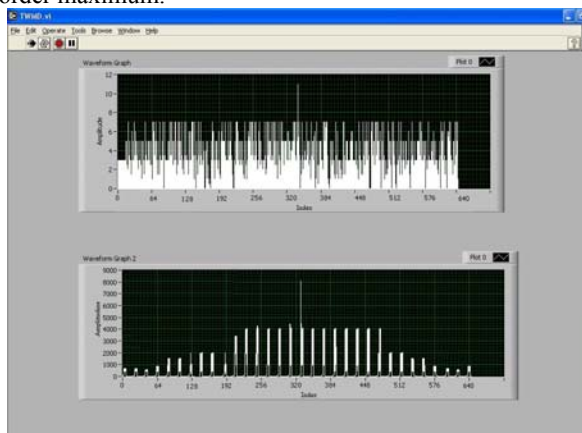 order maximum.
TWMD.vi
File Edit Operate Tools Browse Window Help
Waveform Graph
Plot 0
12
10
8
6
4
2
0
Amplitude
0 64 128 192 256 320 384 448 512 576 640
Index
Waveform Graph 2
Plot 0
9000
8000
7000
6000
5000
4000
3000
2000
1000
0
Amplitude
0 64 128 192 256 320 384 448 512 576 640
Index